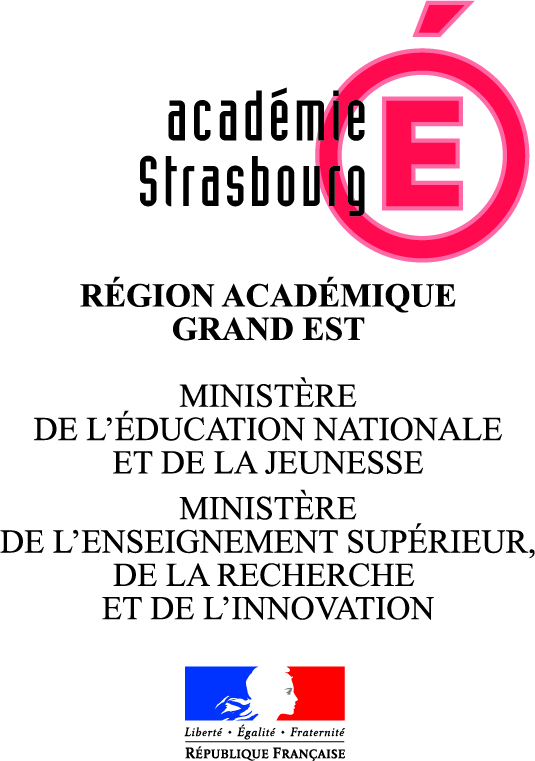 académie
Strasbourg
É
RÉGION ACADÉMIQUE
GRAND EST
MINISTÈRE
DE L’ÉDUCATION NATIONALE
ET DE LA JEUNESSE
MINISTÈRE
DE L’ENSEIGNEMENT SUPÉRIEUR,
DE LA RECHERCHE
ET DE L’INNOVATION
Liberté • Égalité • Fraternité
RÉPUBLIQUE FRANÇAISE